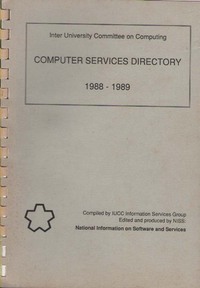 Inter University Committee on Computing
COMPUTER SERVICES DIRECTORY
1988 - 1989
Compiled by IUCC Information Services Group
Edited and produced by NISS:
National Information on Software and Services